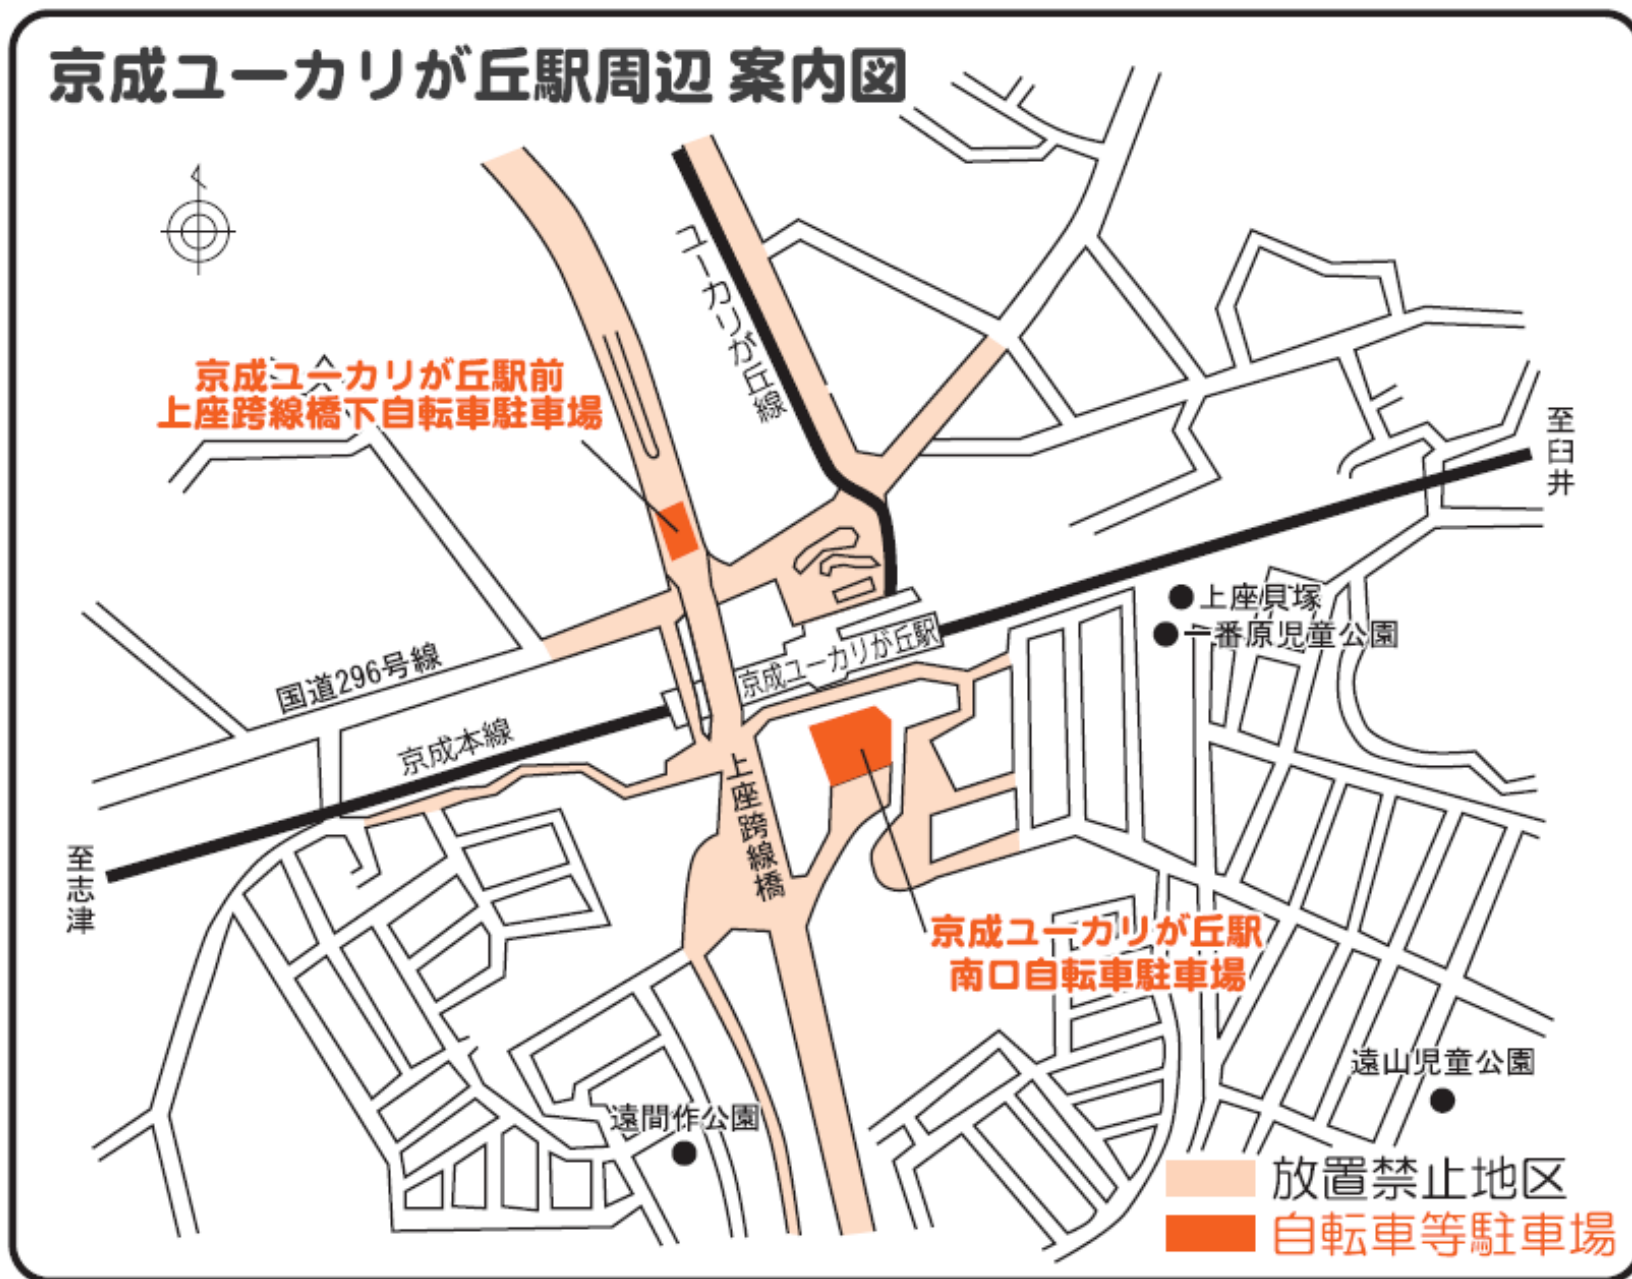 京成ユーカリが丘駅周辺 案内図
ユーカリが丘線
京成ユーカリが丘駅前
上座跨線橋下自転車駐車場
至臼井
上座貝塚
一番原児童公園
京成ユーカリが丘駅
国道296号線
京成本線
上座跨線橋
至志津
京成ユーカリが丘駅
南口自転車駐車場
遠山児童公園
遠間作公園
放置禁止地区
自転車等駐車場